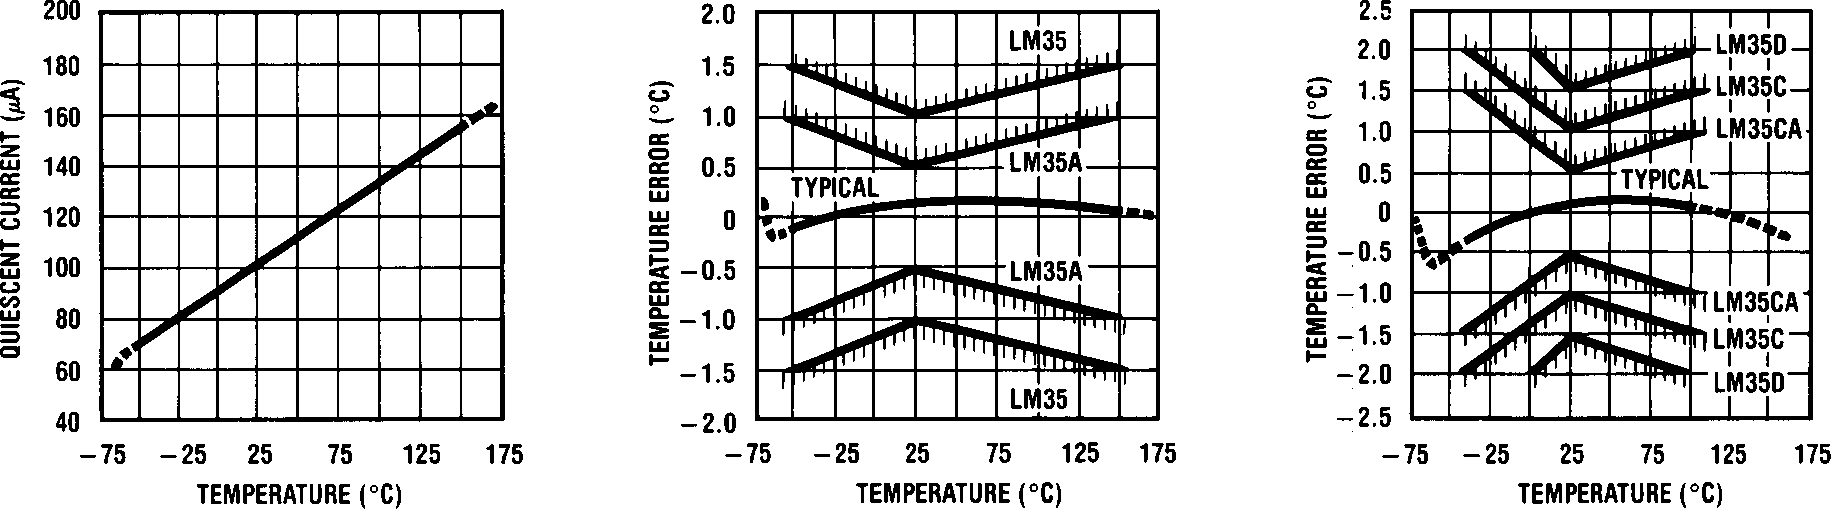 200
180
160
140
120
100
80
60
40
QUIESCENT CURRENT (μA)
−75 −25 25 75 125 175
TEMPERATURE (°C)
2.0
1.5
1.0
0.5
0
−0.5
−1.0
−1.5
−2.0
TEMPERATURE ERROR (°C)
LM35
LM35A
TYPICAL
LM35A
LM35
−75 −25 25 75 125 175
TEMPERATURE (°C)
2.5
2.0
1.5
1.0
0.5
0
−0.5
−1.0
−1.5
−2.0
−2.5
TEMPERATURE ERROR (°C)
LM35D
LM35C
LM35CA
TYPICAL
LM35CA
LM35C
LM35D
−75 −25 25 75 125 175
TEMPERATURE (°C)